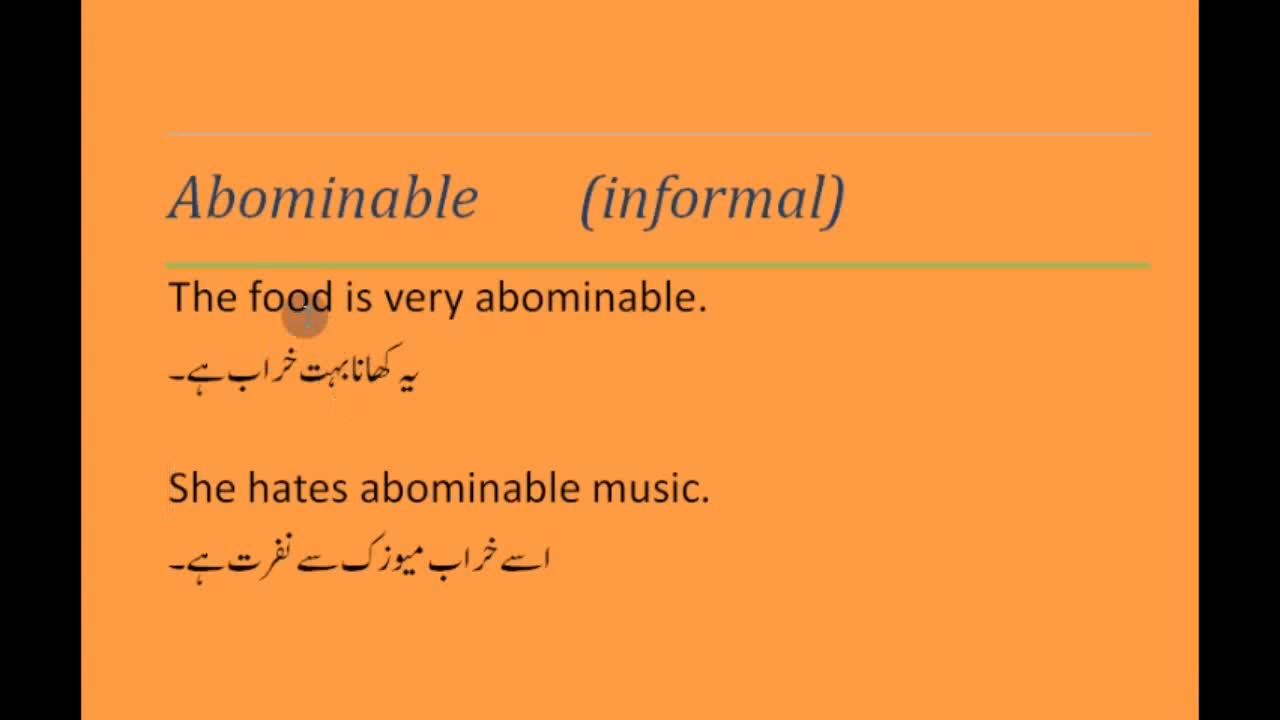 Abominable (informal)
The food is very abominable.
یہ کھانا بہت خراب ہے۔
She hates abominable music.
اسے خراب میوزک سے نفرت ہے۔